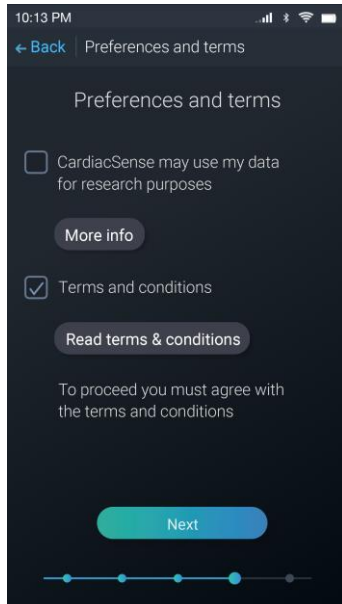 10:13 PM
← Back | Preferences and terms
Preferences and terms
CardiacSense may use my data
for research purposes
More info
Terms and conditions
Read terms & conditions
To proceed you must agree with
the terms and conditions
Next